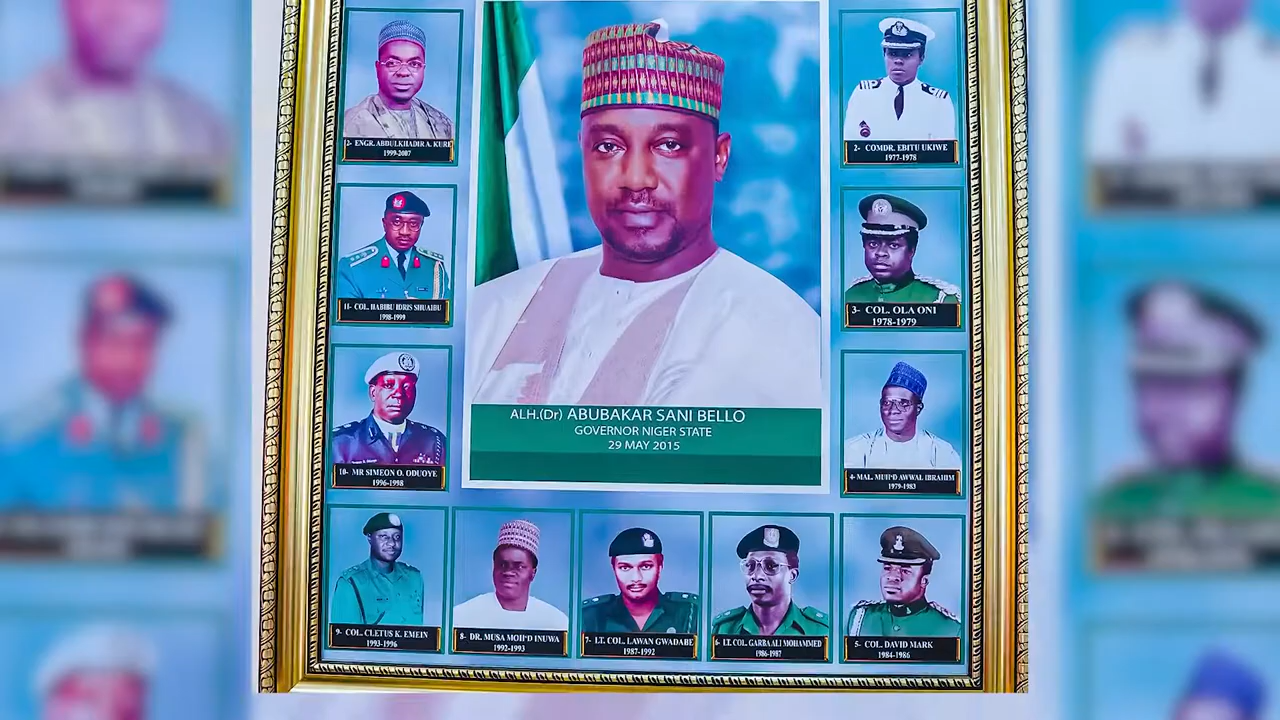 12- ENGR. ABDULKHADIR A. KURE
1999-2007
2- COMDR. EBITU UKIWE
1977-1978
11- COL. HABIBU IDRIS SHUAIBU
1998-1999
3- COL. OLA ONI
1978-1979
ALH.(Dr) ABUBAKAR SANI BELLO
GOVERNOR NIGER STATE
29 MAY 2015
10- MR SIMEON O. ODUOYE
1996-1998
4- MAL. MUH'D AWWAL IBRAHIM
1979-1983
9- COL. CLETUS K. EMEIN
1993-1996
8- DR. MUSA MOH'D INUWA
1992-1993
7- LT. COL. LAWAN GWADABE
1987-1992
6- LT. COL. GARBA ALI MOHAMMED
1986-1987
5- COL. DAVID MARK
1984-1986